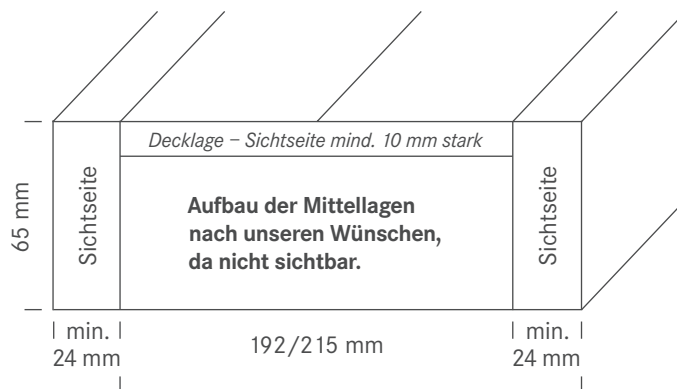 Decklage – Sichtseite mind. 10 mm stark
65 mm
Sichtseite
Aufbau der Mittellagen
nach unseren Wünschen,
da nicht sichtbar.
Sichtseite
min.
24 mm
192/215 mm
min.
24 mm